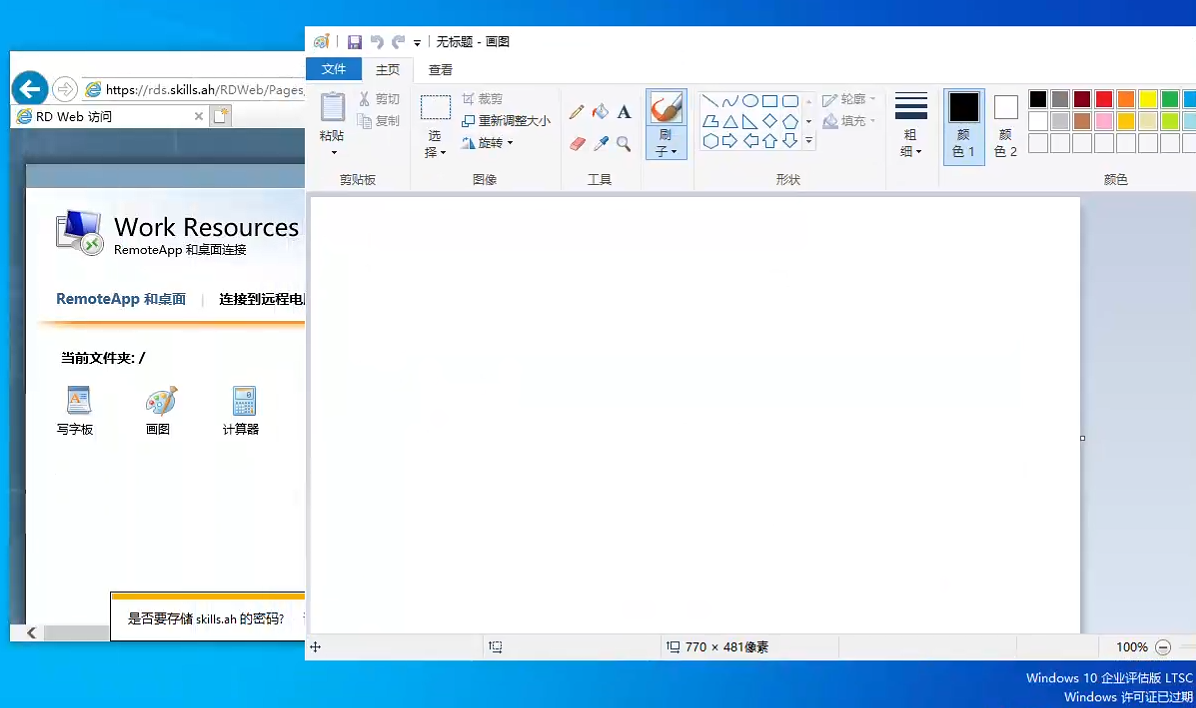 无标题 - 画图
文件
主页
查看
https://rds.skills.ah/RDWeb/Pages
RD Web 访问
粘贴
剪切
复制
剪贴板
选择
裁剪
重新调整大小
旋转
图像
A
工具
刷子
轮廓
填充
形状
粗细
颜色 1
颜色 2
颜色
Work Resources
RemoteApp 和桌面连接
RemoteApp 和桌面
连接到远程电
当前文件夹: /
写字板
画图
计算器
是否要存储 skills.ah 的密码?
770 × 481像素
100%
Windows 10 企业评估版 LTSC
Windows 许可证已过期